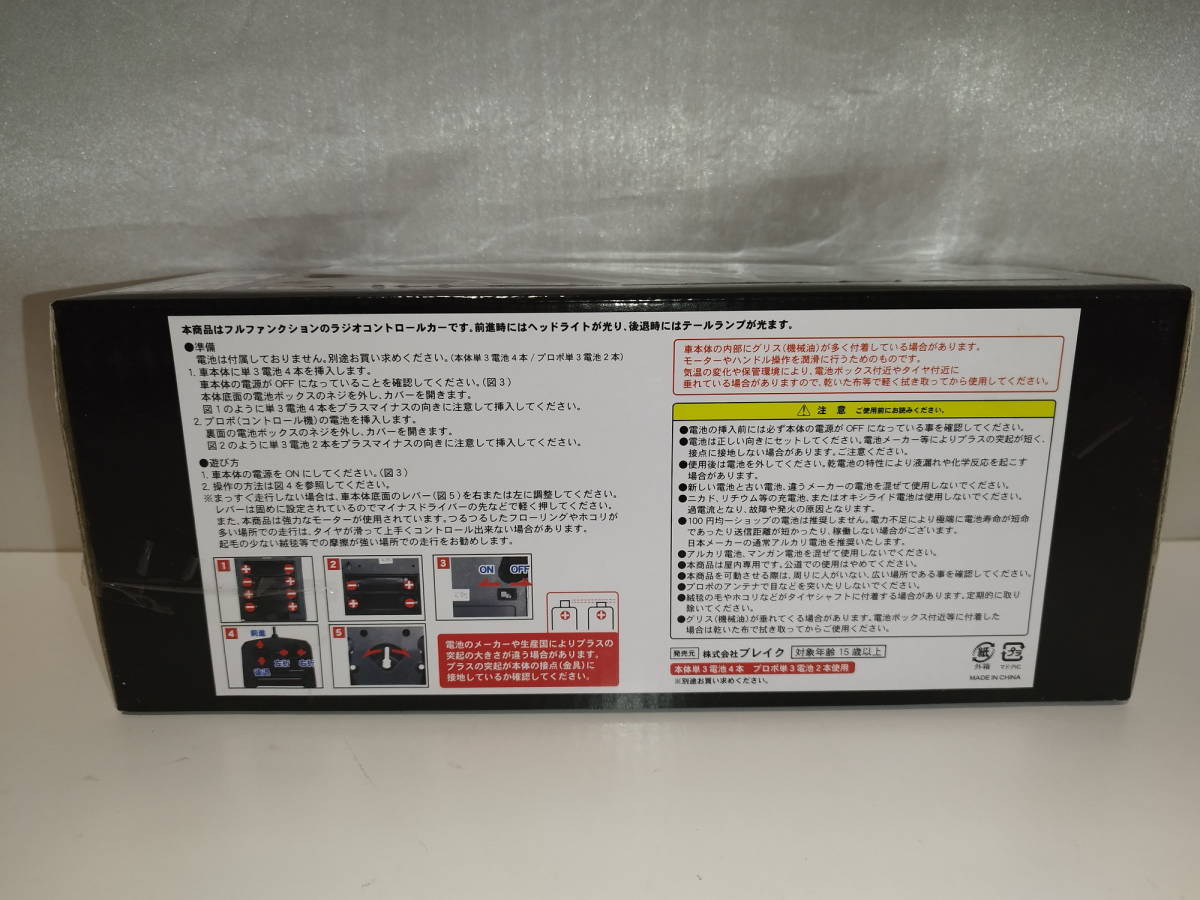 本商品はフルファンクションのラジオコントロールカーです。前進時にはヘッドライトが光り、後退時にはテールランプが光ます。
●準備
電池は付属しておりません。別途お買い求めください。(本体単3電池4本/プロポ単3電池2本)
1. 車本体に単3電池4本を挿入します。
車本体の電源がOFFになっていることを確認してください。(図3)
本体底面の電池ボックスのネジを外し、カバーを開きます。
図1のように単3電池4本をプラスマイナスの向きに注意して挿入してください。
2. プロポ(コントロール機)の電池を挿入します。
裏面の電池ボックスのネジを外し、カバーを開きます。
図2のように単3電池2本をプラスマイナスの向きに注意して挿入してください。
●遊び方
1. 車本体の電源をONにしてください。(図3)
2. 操作の方法は図4を参照してください。
※まっすぐ走行しない場合は、車本体底面のレバー(図5)を右または左に調整してください。
レバーは固めに設定されているのでマイナスドライバーの先などで軽く押してください。
また、本商品は強力なモーターが使用されています。つるつるしたフローリングやホコリが
多い場所での走行は、タイヤが滑って上手くコントロール出来ない場合があります。
起毛の少ない絨毯等での摩擦が強い場所での走行をお勧めします。
1
2
3
ON
OFF
4
前進
後退
左折
右折
5
電池のメーカーや生産国によりプラスの
突起の大きさが違う場合があります。
プラスの突起が本体の接点(金具)に
接地しているか確認してください。
車本体の内部にグリス(機械油)が多く付着している場合があります。
モーターやハンドル操作を潤滑に行うためのものです。
気温の変化や保管環境により、電池ボックス付近やタイヤ付近に
垂れている場合がありますので、乾いた布等で軽く拭き取ってから使用してください。
注 意 ご使用前にお読みください。
●電池の挿入前には必ず本体の電源がOFFになっている事を確認してください。
●電池は正しい向きにセットしてください。電池メーカー等によりプラスの突起が短く、
接点に接地しない場合があります。ご注意ください。
●使用後は電池を外してください。乾電池の特性により液漏れや化学反応を起こす
場合があります。
●新しい電池と古い電池、違うメーカーの電池を混ぜて使用しないでください。
●ニカド、リチウム等の充電池、またはオキシライド電池は使用しないでください。
過電流となり、故障や発火の原因となります。
●100円均一ショップの電池は推奨しません。電力不足により極端に電池寿命が短命
であったり送信距離が短かったり、稼働しない場合がございます。
日本メーカーの通常アルカリ電池を推奨いたします。
●アルカリ電池、マンガン電池を混ぜて使用しないでください。
●本商品は屋内専用です。公道での使用はやめてください。
●本商品を可動させる際は、周りに人がいない、広い場所である事を確認してください。
●プロポのアンテナで目などを突いたりしないでください。
●絨毯の毛やホコリなどがタイヤシャフトに付着する場合があります。定期的に取り
除いてください。
●グリス(機械油)が垂れてくる場合があります。電池ボックス付近等に付着した
場合は乾いた布で拭き取ってからご使用ください。
発売元 株式会社ブレイク 対象年齢 15歳以上
本体単3電池4本 プロポ単3電池2本使用
※別途お買い求めください。
紙
外箱
プラ
MADE IN CHINA